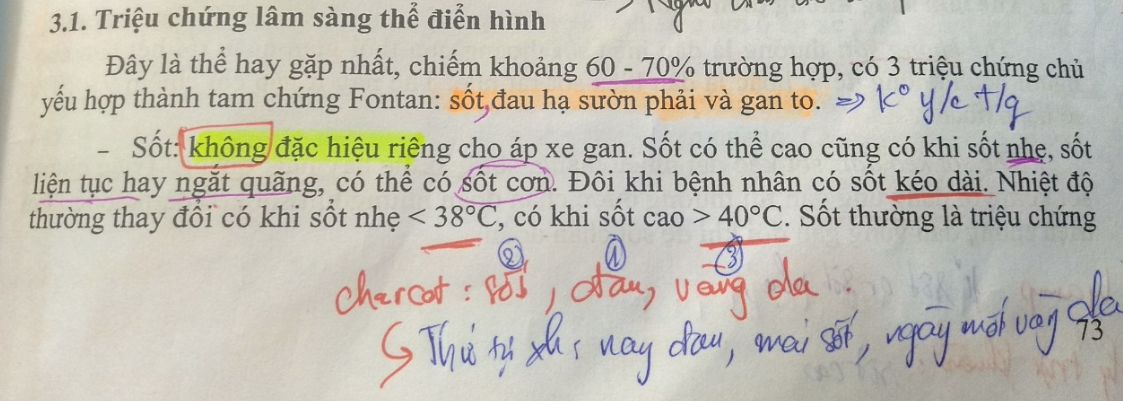 3.1. Triệu chứng lâm sàng thể điển hình
Đây là thể hay gặp nhất, chiếm khoảng 60 - 70% trường hợp, có 3 triệu chứng chủ
yếu hợp thành tam chứng Fontan: sốt, đau hạ sườn phải và gan to. => k° y/c t/g
- Sốt: không đặc hiệu riêng cho áp xe gan. Sốt có thể cao cũng có khi sốt nhẹ, sốt
liên tục hay ngắt quãng, có thể có sốt cơn. Đôi khi bệnh nhân có sốt kéo dài. Nhiệt độ
thường thay đổi có khi sốt nhẹ < 38°C, có khi sốt cao > 40°C. Sốt thường là triệu chứng
② ① ③
charcot : sốt, đau, vàng da.
Thứ tự xh: nay đau, mai sốt, ngày mốt vàng da
73